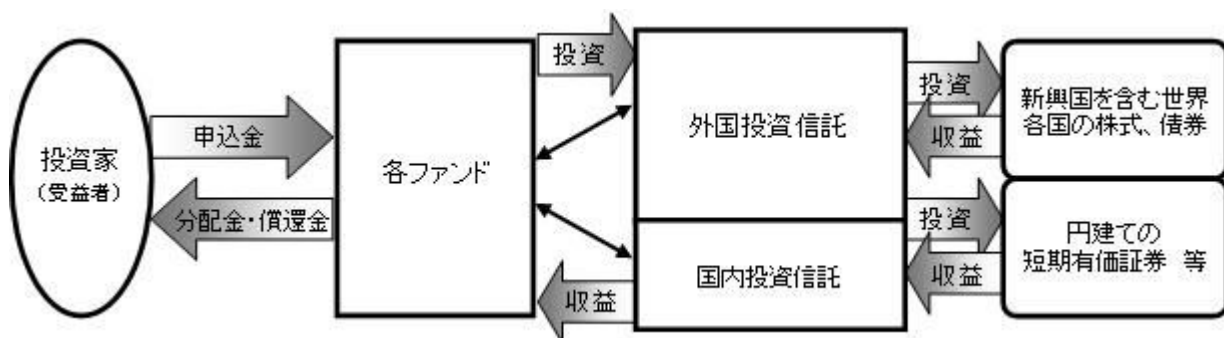 投資家
（受益者）
申込金
分配金・償還金
各ファンド
投資
収益
外国投資信託
国内投資信託
投資
収益
投資
収益
新興国を含む世界
各国の株式、債券
円建ての
短期有価証券 等